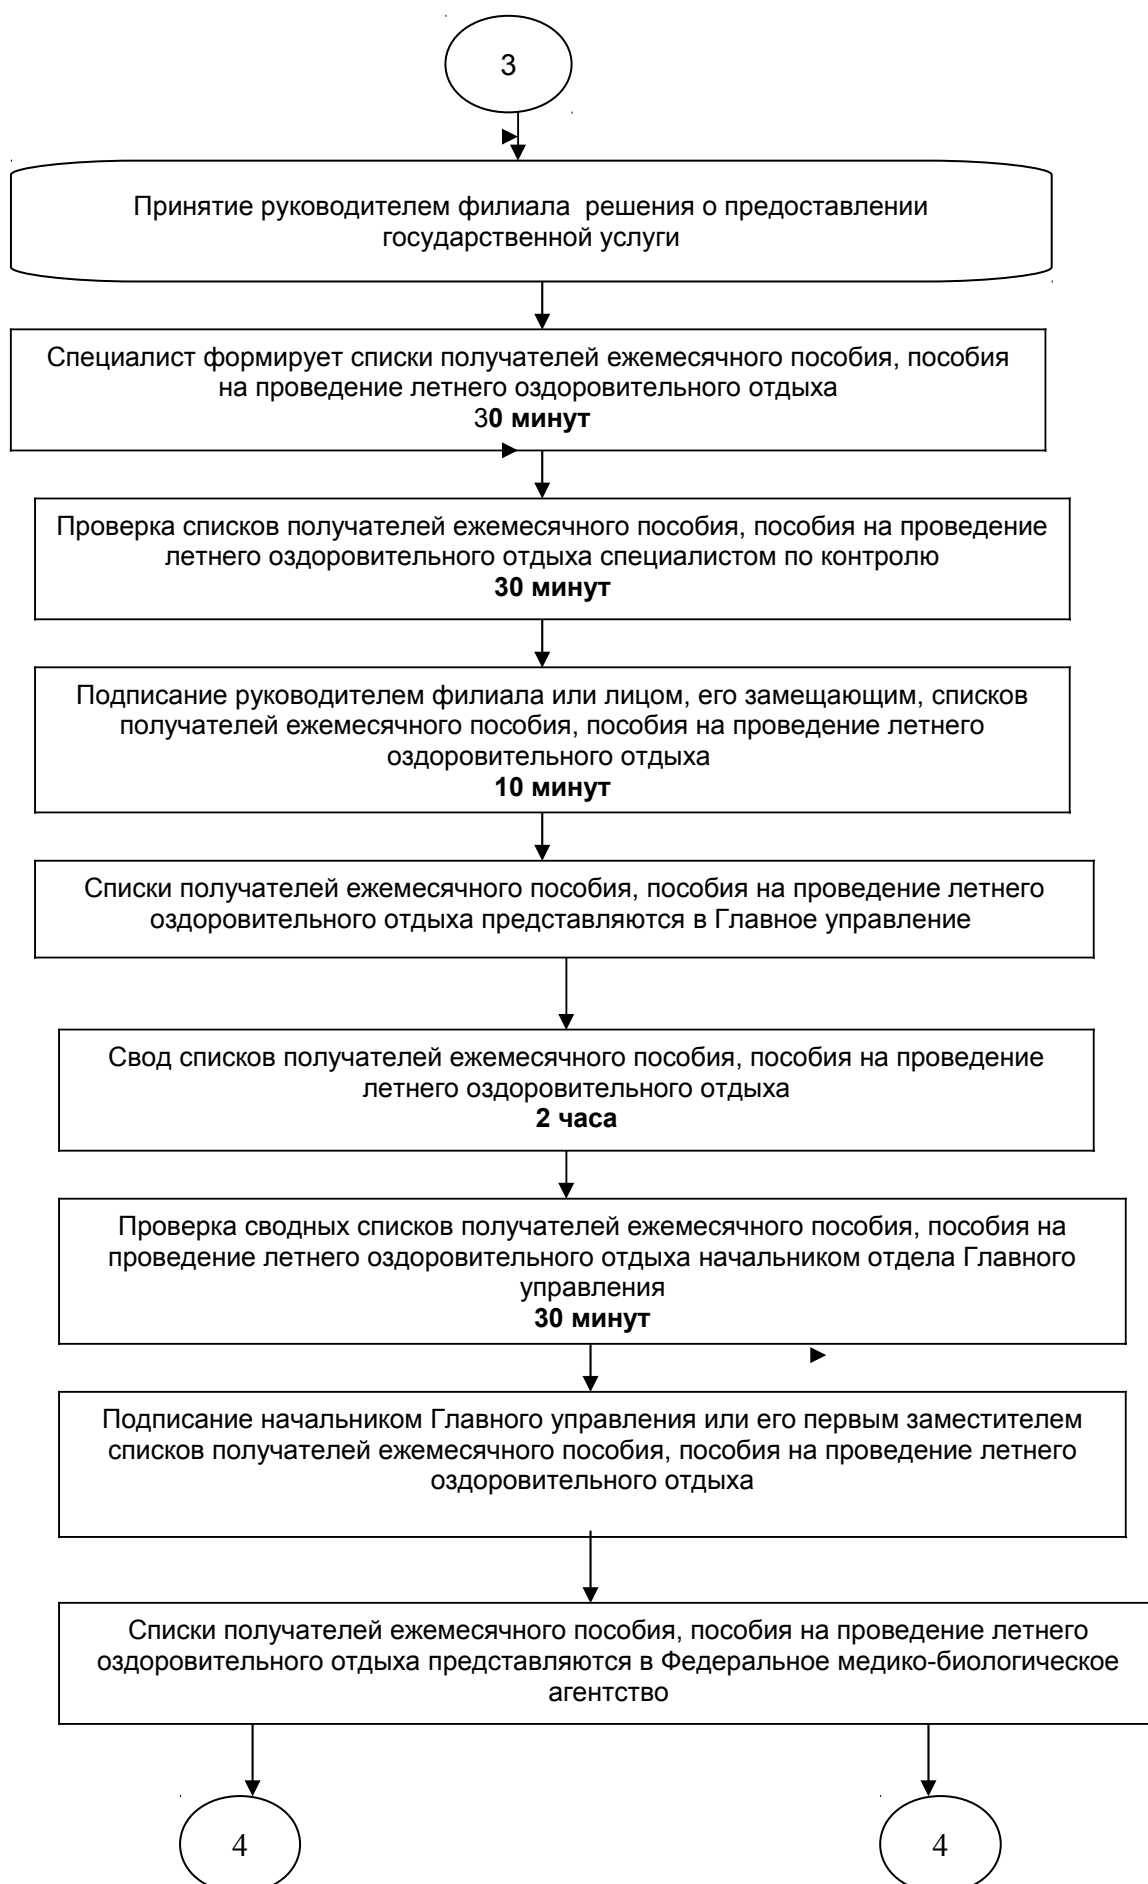 3
Принятие руководителем филиала  решения о предоставлении
государственной услуги
Специалист формирует списки получателей ежемесячного пособия, пособия
на проведение летнего оздоровительного отдыха
30 минут
Проверка списков получателей ежемесячного пособия, пособия на проведение
летнего оздоровительного отдыха специалистом по контролю
30 минут
Подписание руководителем филиала или лицом, его замещающим, списков
получателей ежемесячного пособия, пособия на проведение летнего
оздоровительного отдыха
10 минут
Списки получателей ежемесячного пособия, пособия на проведение летнего
оздоровительного отдыха представляются в Главное управление
Свод списков получателей ежемесячного пособия, пособия на проведение
летнего оздоровительного отдыха
2 часа
Проверка сводных списков получателей ежемесячного пособия, пособия на
проведение летнего оздоровительного отдыха начальником отдела Главного
управления
30 минут
Подписание начальником Главного управления или его первым заместителем
списков получателей ежемесячного пособия, пособия на проведение летнего
оздоровительного отдыха
Списки получателей ежемесячного пособия, пособия на проведение летнего
оздоровительного отдыха представляются в Федеральное медико-биологическое
агентство
4
4